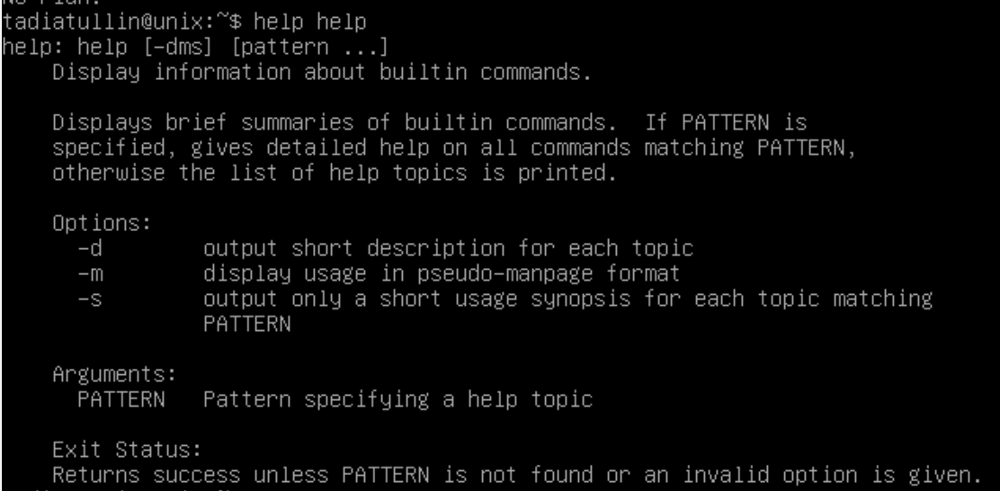 tadiatullin@unix:~$ help help
help: help [-dms] [pattern ...]
    Display information about builtin commands.

    Displays brief summaries of builtin commands.  If PATTERN is
    specified, gives detailed help on all commands matching PATTERN,
    otherwise the list of help topics is printed.

    Options:
      -d        output short description for each topic
      -m        display usage in pseudo-manpage format
      -s        output only a short usage synopsis for each topic matching
                PATTERN

    Arguments:
      PATTERN   Pattern specifying a help topic

    Exit Status:
    Returns success unless PATTERN is not found or an invalid option is given.